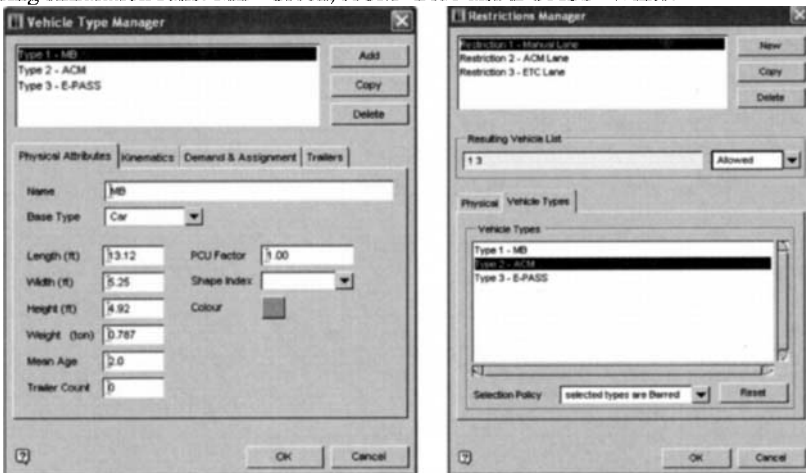 Vehicle Type Manager
Type 1 - MB
Type 2 - ACM
Type 3 - E-PASS
Add
Copy
Delete
Physical Attributes
Kinematics
Demand & Assignment
Trailers
Name
MB
Base Type
Car
Length (ft)
13.12
PCU Factor
1.00
Width (ft)
5.25
Shape Index
Height (ft)
4.92
Colour
Weight (ton)
0.787
Mean Age
2.0
Trailer Count
0
?
OK
Cancel
Restrictions Manager
Restriction 1 - Manual Lane
Restriction 2 - ACM Lane
Restriction 3 - ETC Lane
New
Copy
Delete
Resulting Vehicle List
1 3
Allowed
Physical
Vehicle Types
Vehicle Types
Type 1 - MB
Type 2 - ACM
Type 3 - E-PASS
Selection Policy
selected types are Barred
Reset
?
OK
Cancel